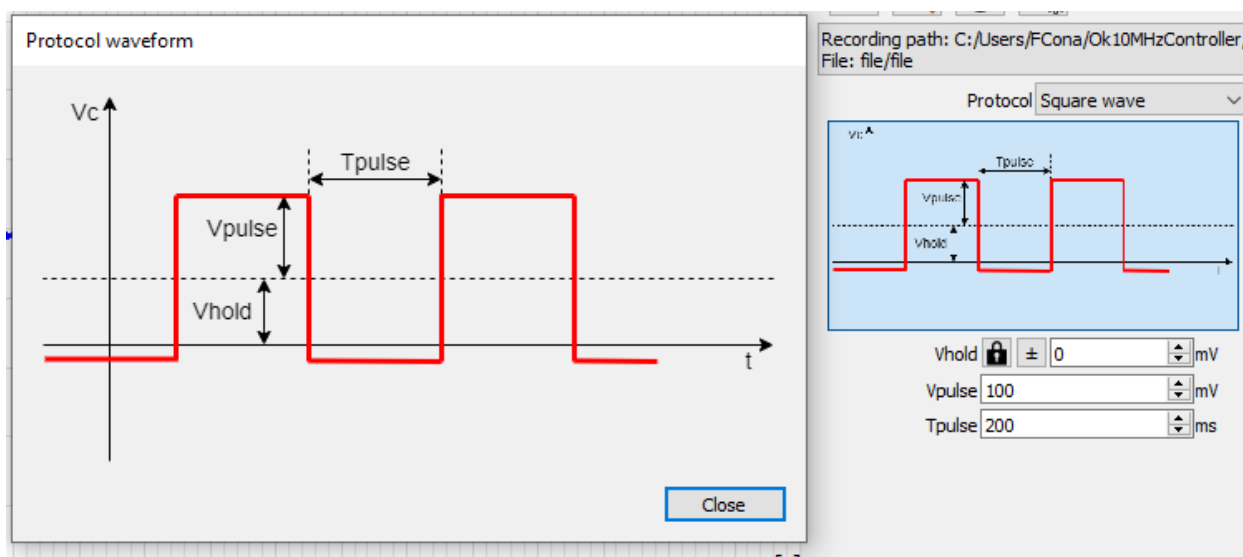 Protocol waveform
Vc
Tpulse
Vpulse
Vhold
t
Close
Recording path: C:/Users/FCona/Ok10MHzController,
File: file/file
Protocol Square wave
Vc
Tpulse
Vpulse
Vhold
t
Vhold ± 0 mV
Vpulse 100 mV
Tpulse 200 ms